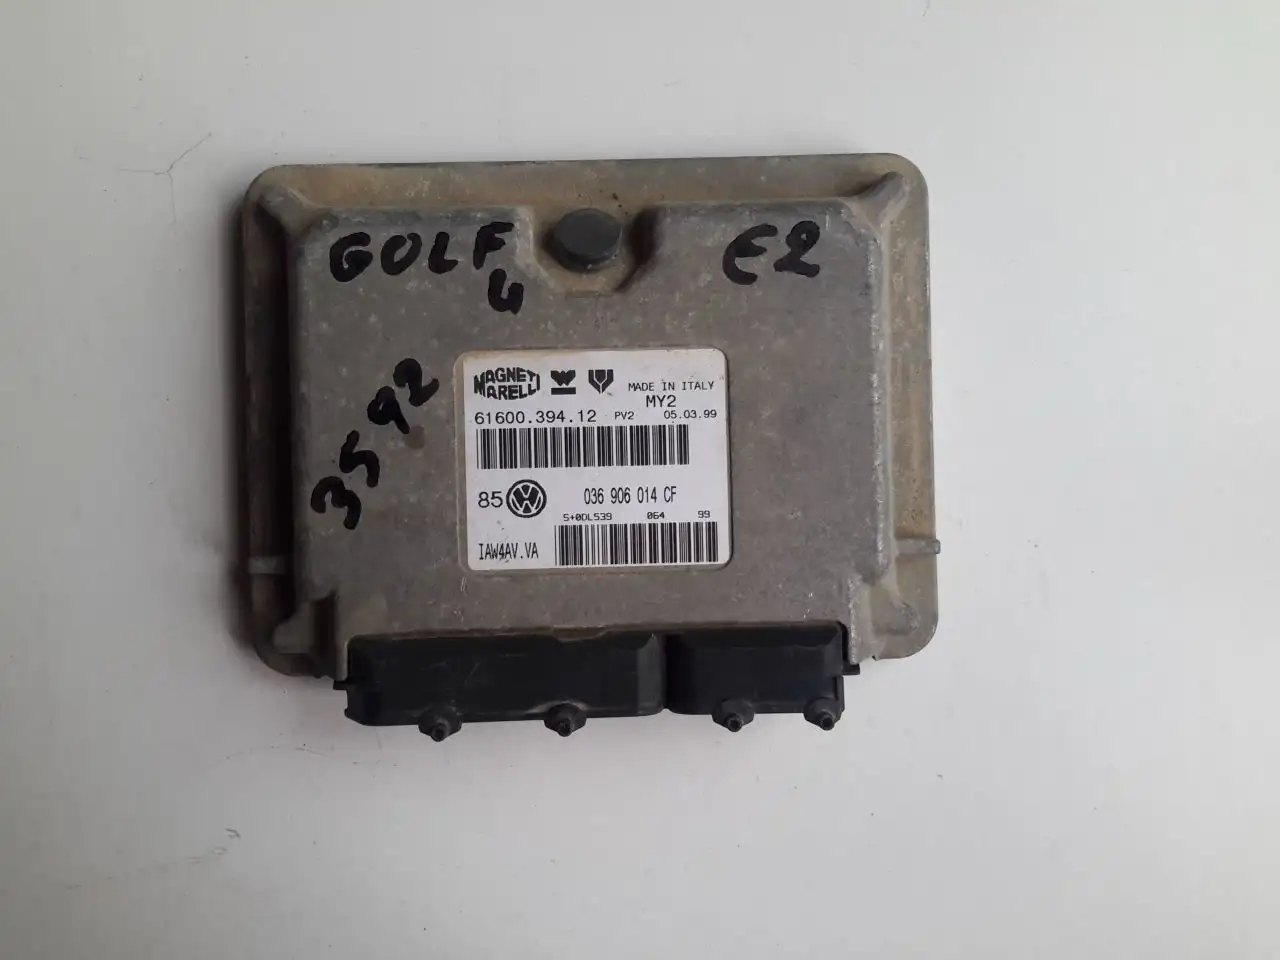 GOLF E2
4
3592
MAGNETI
MARELLI
MADE IN ITALY
MY2
61600.394.12 PV2 05.03.99
85 036 906 014 CF
S+0DL539 064 99
IAW4AV.VA